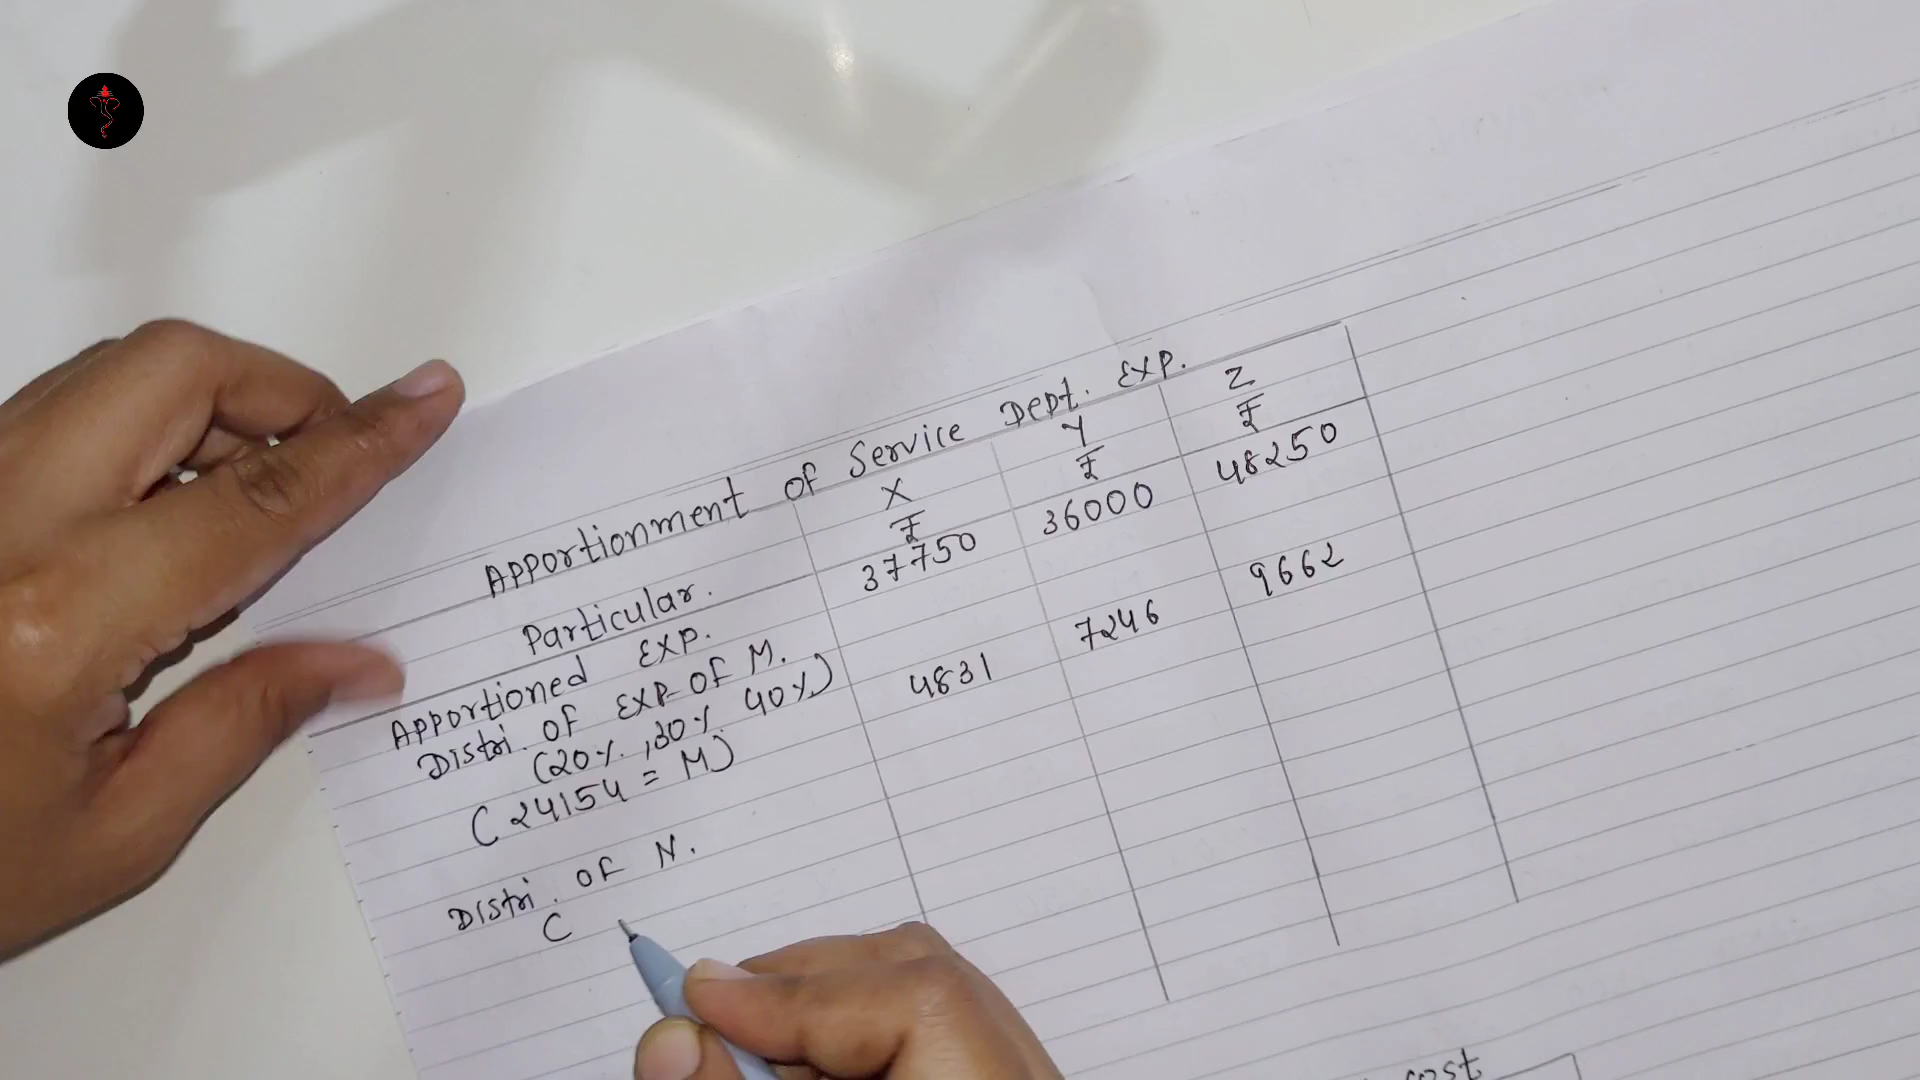 Apportionment of Service Dept. Exp.
Particular. X Y Z
₹ ₹ ₹
Apportioned Exp. 37750 36000 48250
Distri. of Exp. of M.
(20%, 30% 40%) 4831 7246 9662
(24154 = M)
Distri. of N.
(
cost